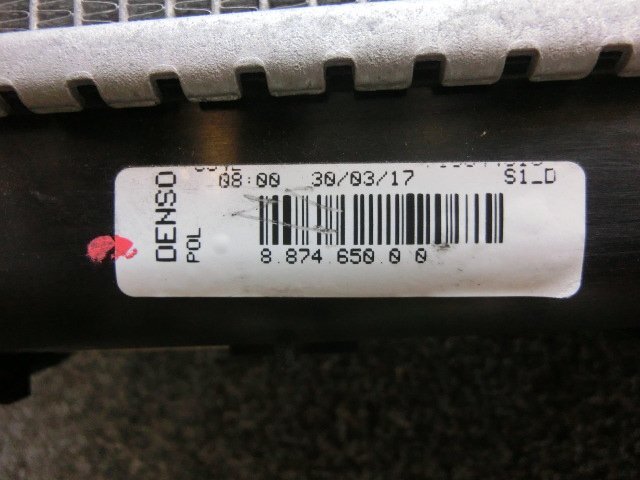 DENSO
POL
08:00 30/03/17 S1_D
8.874.650.0 0